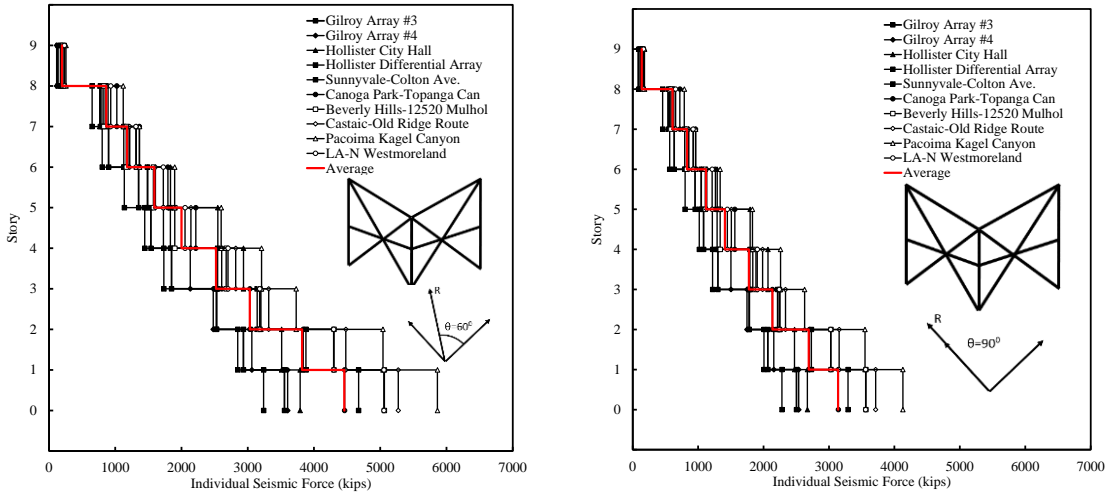 Gilroy Array #3
Gilroy Array #4
Hollister City Hall
Hollister Differential Array
Sunnyvale-Colton Ave.
Canoga Park-Topanga Can
Beverly Hills-12520 Mulhol
Castaic-Old Ridge Route
Pacoima Kagel Canyon
LA-N Westmoreland
Average
9
8
7
6
5
4
3
2
1
0
Story
R
θ=60⁰
0 1000 2000 3000 4000 5000 6000 7000
Individual Seismic Force (kips)
Gilroy Array #3
Gilroy Array #4
Hollister City Hall
Hollister Differential Array
Sunnyvale-Colton Ave.
Canoga Park-Topanga Can
Beverly Hills-12520 Mulhol
Castaic-Old Ridge Route
Pacoima Kagel Canyon
LA-N Westmoreland
Average
9
8
7
6
5
4
3
2
1
0
Story
R
θ=90⁰
0 1000 2000 3000 4000 5000 6000 7000
Individual Seismic Force (kips)